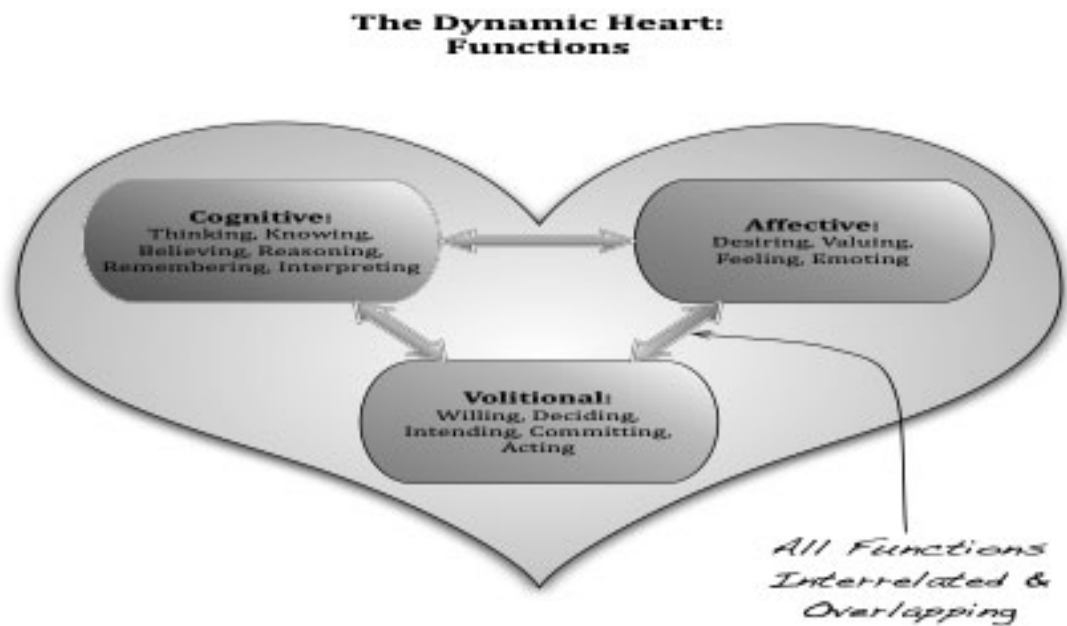 The Dynamic Heart:
Functions
Cognitive:
Thinking, Knowing,
Believing, Reasoning,
Remembering, Interpreting
Affective:
Desiring, Valuing,
Feeling, Emoting
Volitional:
Willing, Deciding,
Intending, Committing,
Acting
All Functions
Interrelated &
Overlapping